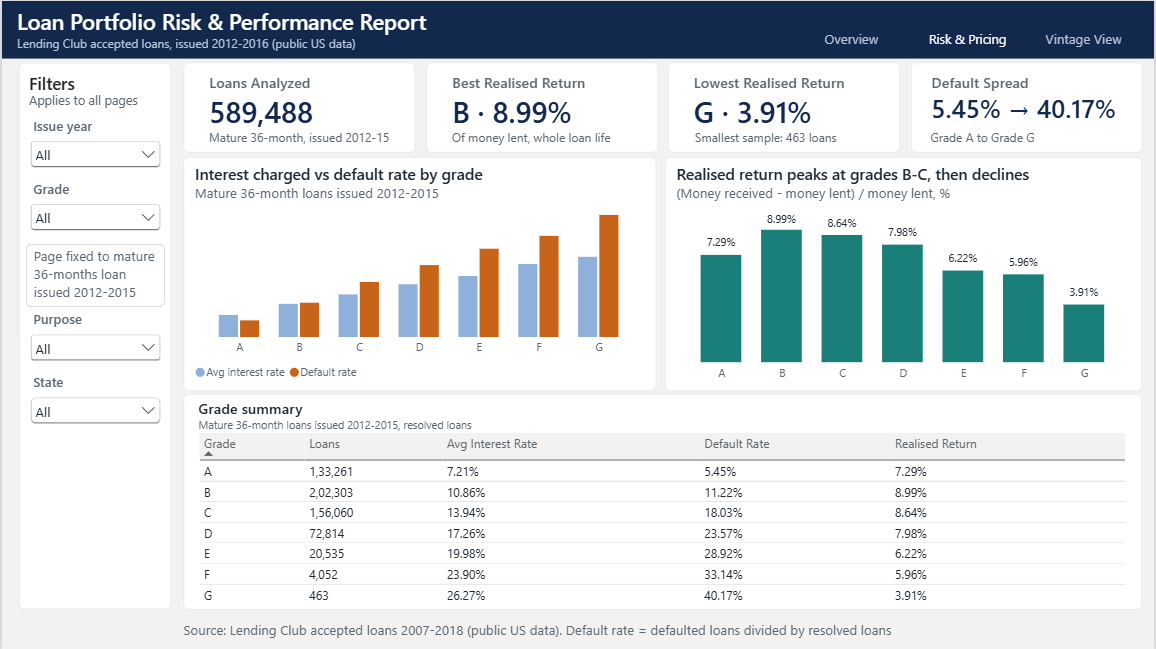 Loan Portfolio Risk & Performance Report
Lending Club accepted loans, issued 2012-2016 (public US data)
Overview
Risk & Pricing
Vintage View
Filters
Applies to all pages
Issue year
All
Grade
All
Page fixed to mature
36-months loan
issued 2012-2015
Purpose
All
State
All
Loans Analyzed
589,488
Mature 36-month, issued 2012-15
Best Realised Return
B · 8.99%
Of money lent, whole loan life
Lowest Realised Return
G · 3.91%
Smallest sample: 463 loans
Default Spread
5.45% → 40.17%
Grade A to Grade G
Interest charged vs default rate by grade
Mature 36-month loans issued 2012-2015
A B C D E F G
Avg interest rate Default rate
Realised return peaks at grades B-C, then declines
(Money received - money lent) / money lent, %
7.29% 8.99% 8.64% 7.98% 6.22% 5.96% 3.91%
A B C D E F G
Grade summary
Mature 36-month loans issued 2012-2015, resolved loans
Grade Loans Avg Interest Rate Default Rate Realised Return
A 1,33,261 7.21% 5.45% 7.29%
B 2,02,303 10.86% 11.22% 8.99%
C 1,56,060 13.94% 18.03% 8.64%
D 72,814 17.26% 23.57% 7.98%
E 20,535 19.98% 28.92% 6.22%
F 4,052 23.90% 33.14% 5.96%
G 463 26.27% 40.17% 3.91%
Source: Lending Club accepted loans 2007-2018 (public US data). Default rate = defaulted loans divided by resolved loans